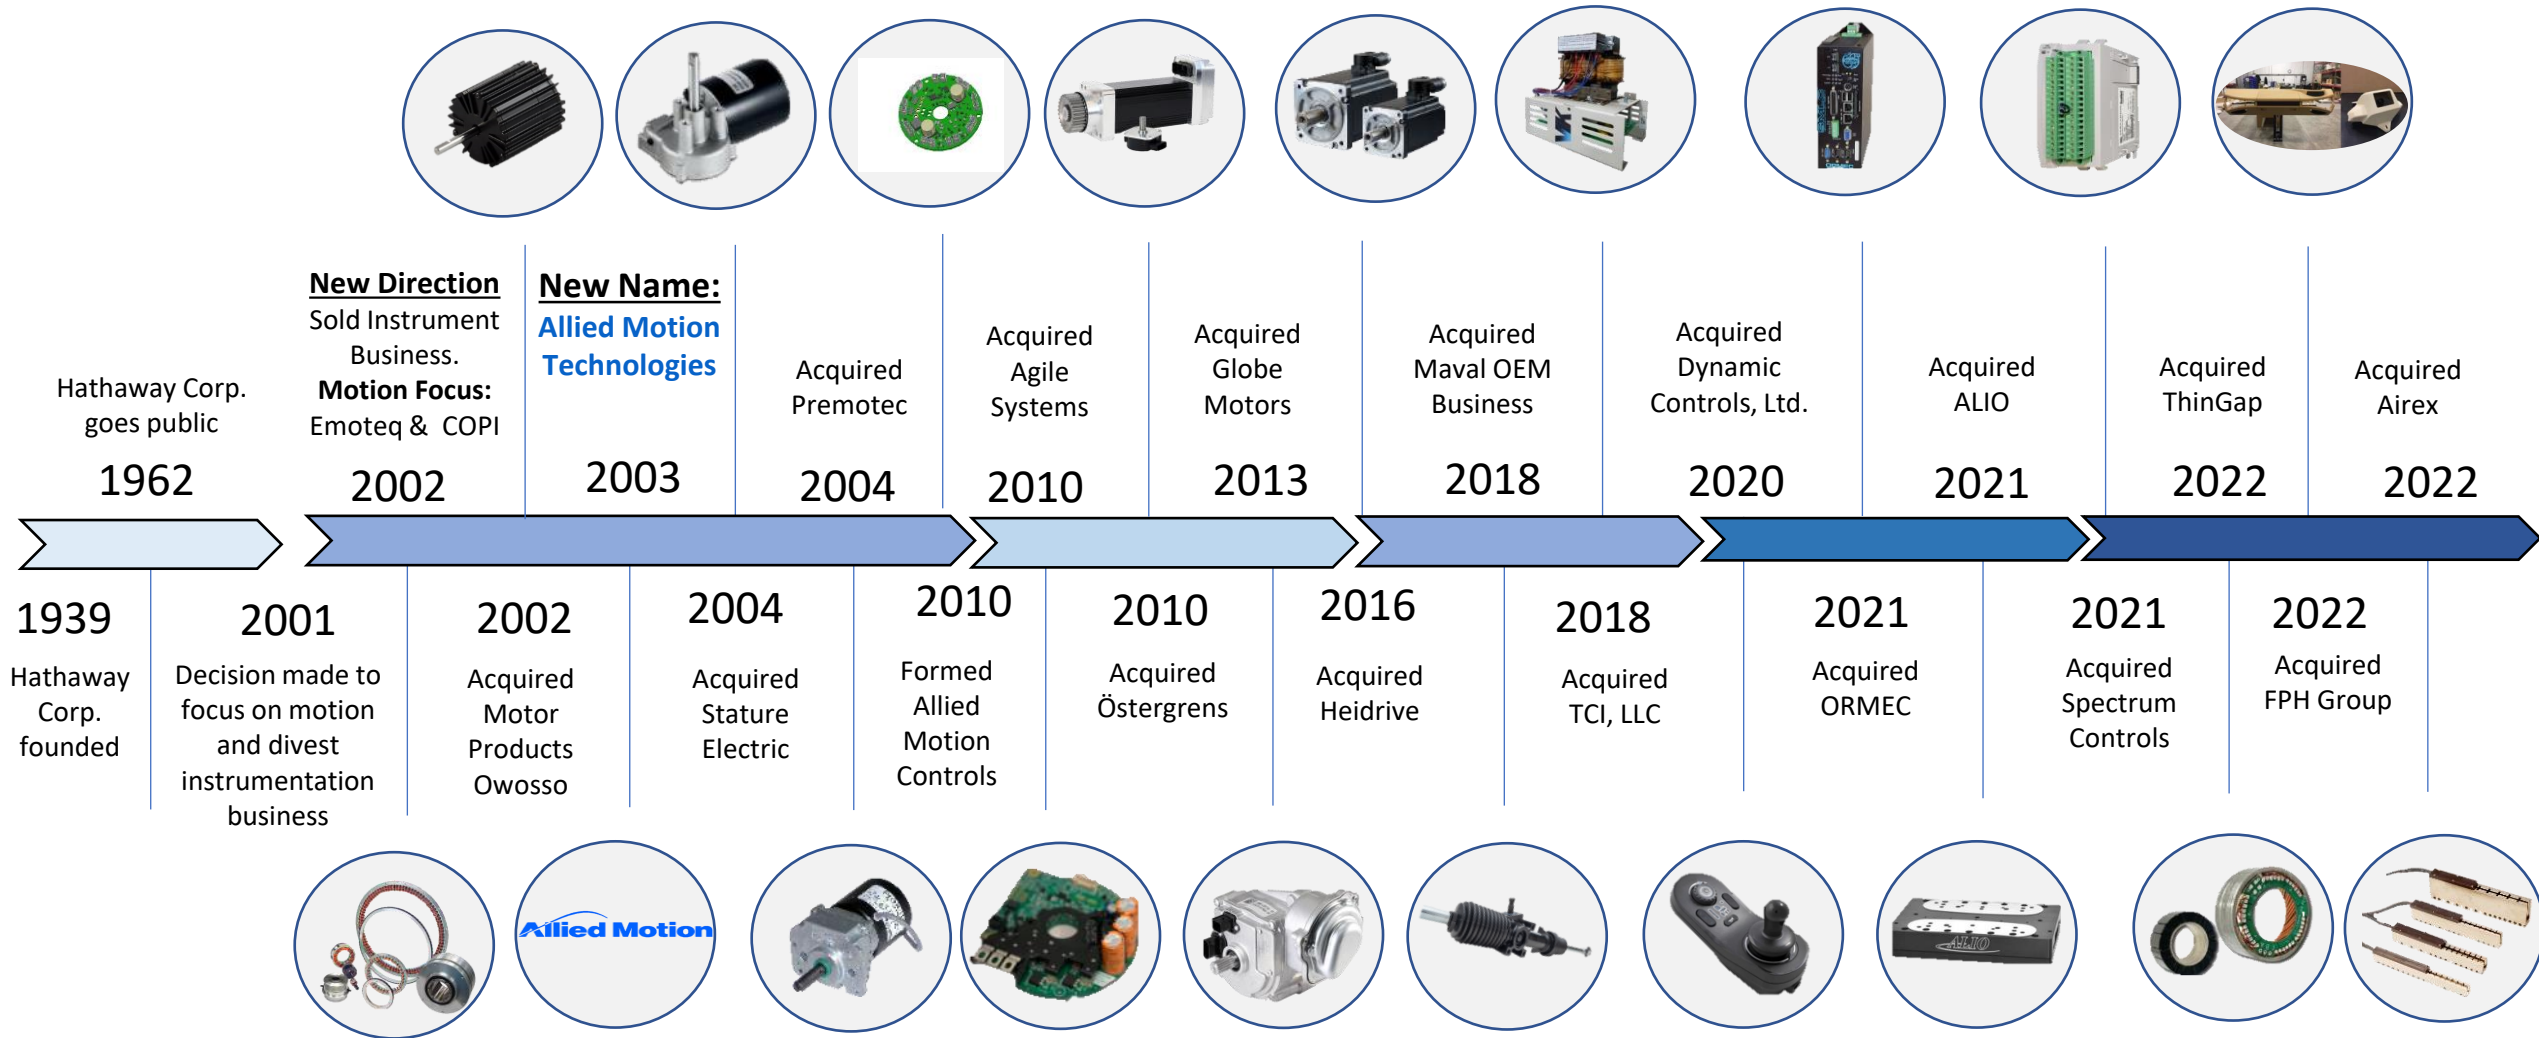 New Direction
Sold Instrument
Business.
Motion Focus:
Emoteq & COPI
New Name:
Allied Motion
Technologies
Hathaway Corp.
goes public
Acquired
Premotec
Acquired
Agile
Systems
Acquired
Globe
Motors
Acquired
Maval OEM
Business
Acquired
Dynamic
Controls, Ltd.
Acquired
ALIO
Acquired
ThinGap
Acquired
Airex
1962
2002
2003
2004
2010
2013
2018
2020
2021
2022
2022
1939
2001
2002
2004
2010
2010
2016
2018
2021
2021
2022
Hathaway
Corp.
founded
Decision made to
focus on motion
and divest
instrumentation
business
Acquired
Motor
Products
Owosso
Acquired
Stature
Electric
Formed
Allied
Motion
Controls
Acquired
Östergrens
Acquired
Heidrive
Acquired
TCI, LLC
Acquired
ORMEC
Acquired
Spectrum
Controls
Acquired
FPH Group
Allied Motion
ALIO